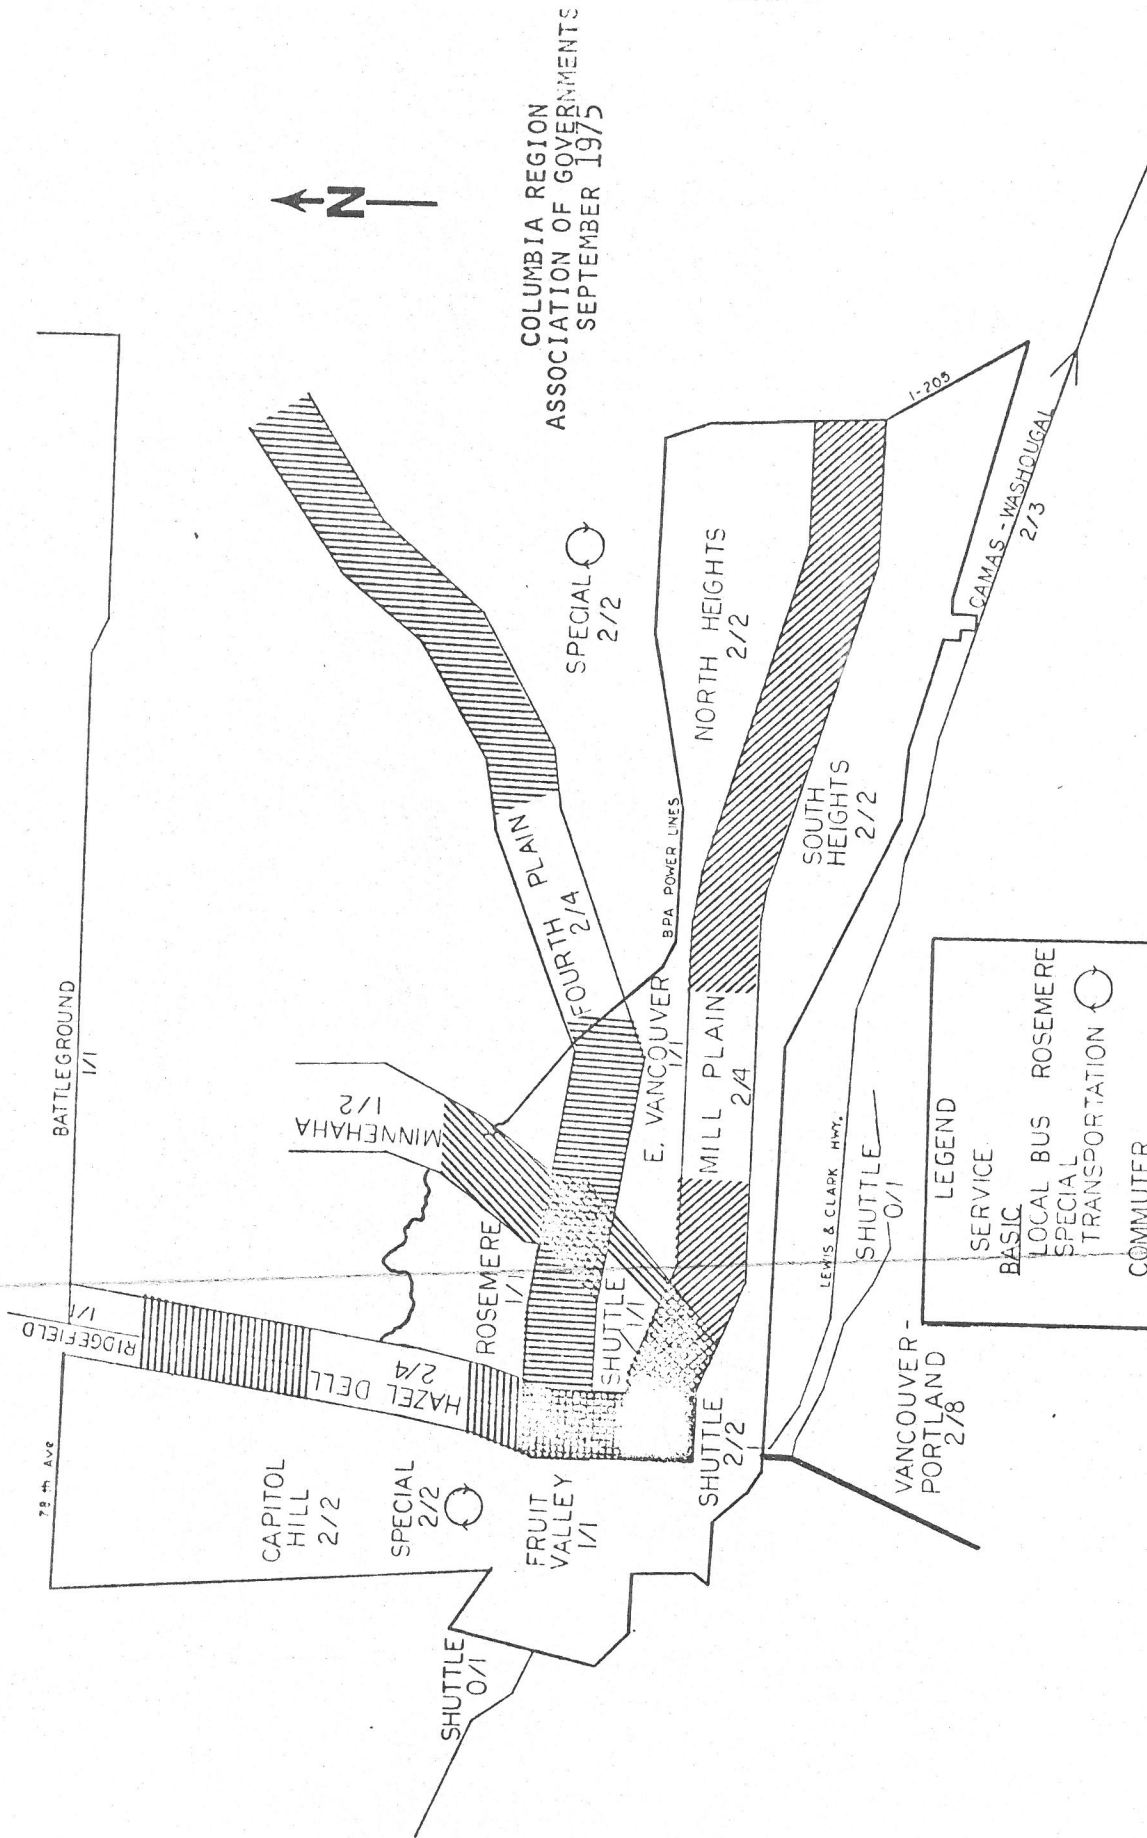 COLUMBIA REGION
ASSOCIATION OF GOVERNMENTS
SEPTEMBER 1975
N
78th Ave
BATTLEGROUND
1/1
RIDGEFIELD
1/1
HAZEL DELL
2/4
CAPITOL
HILL
2/2
SPECIAL
2/2
FRUIT
VALLEY
1/1
SHUTTLE
0/1
MINNEHAHA
1/2
ROSEMERE
1/1
SHUTTLE
1/1
FOURTH PLAIN
2/4
SPECIAL
2/2
BPA POWER LINES
E. VANCOUVER
1/1
NORTH HEIGHTS
2/2
MILL PLAIN
2/4
SOUTH
HEIGHTS
2/2
I-205
SHUTTLE
2/2
LEWIS & CLARK HWY.
SHUTTLE
0/1
CAMAS - WASHOUGAL
2/3
VANCOUVER-
PORTLAND
2/8
LEGEND
SERVICE
BASIC
LOCAL BUS ROSEMERE
SPECIAL
TRANSPORTATION
COMMUTER